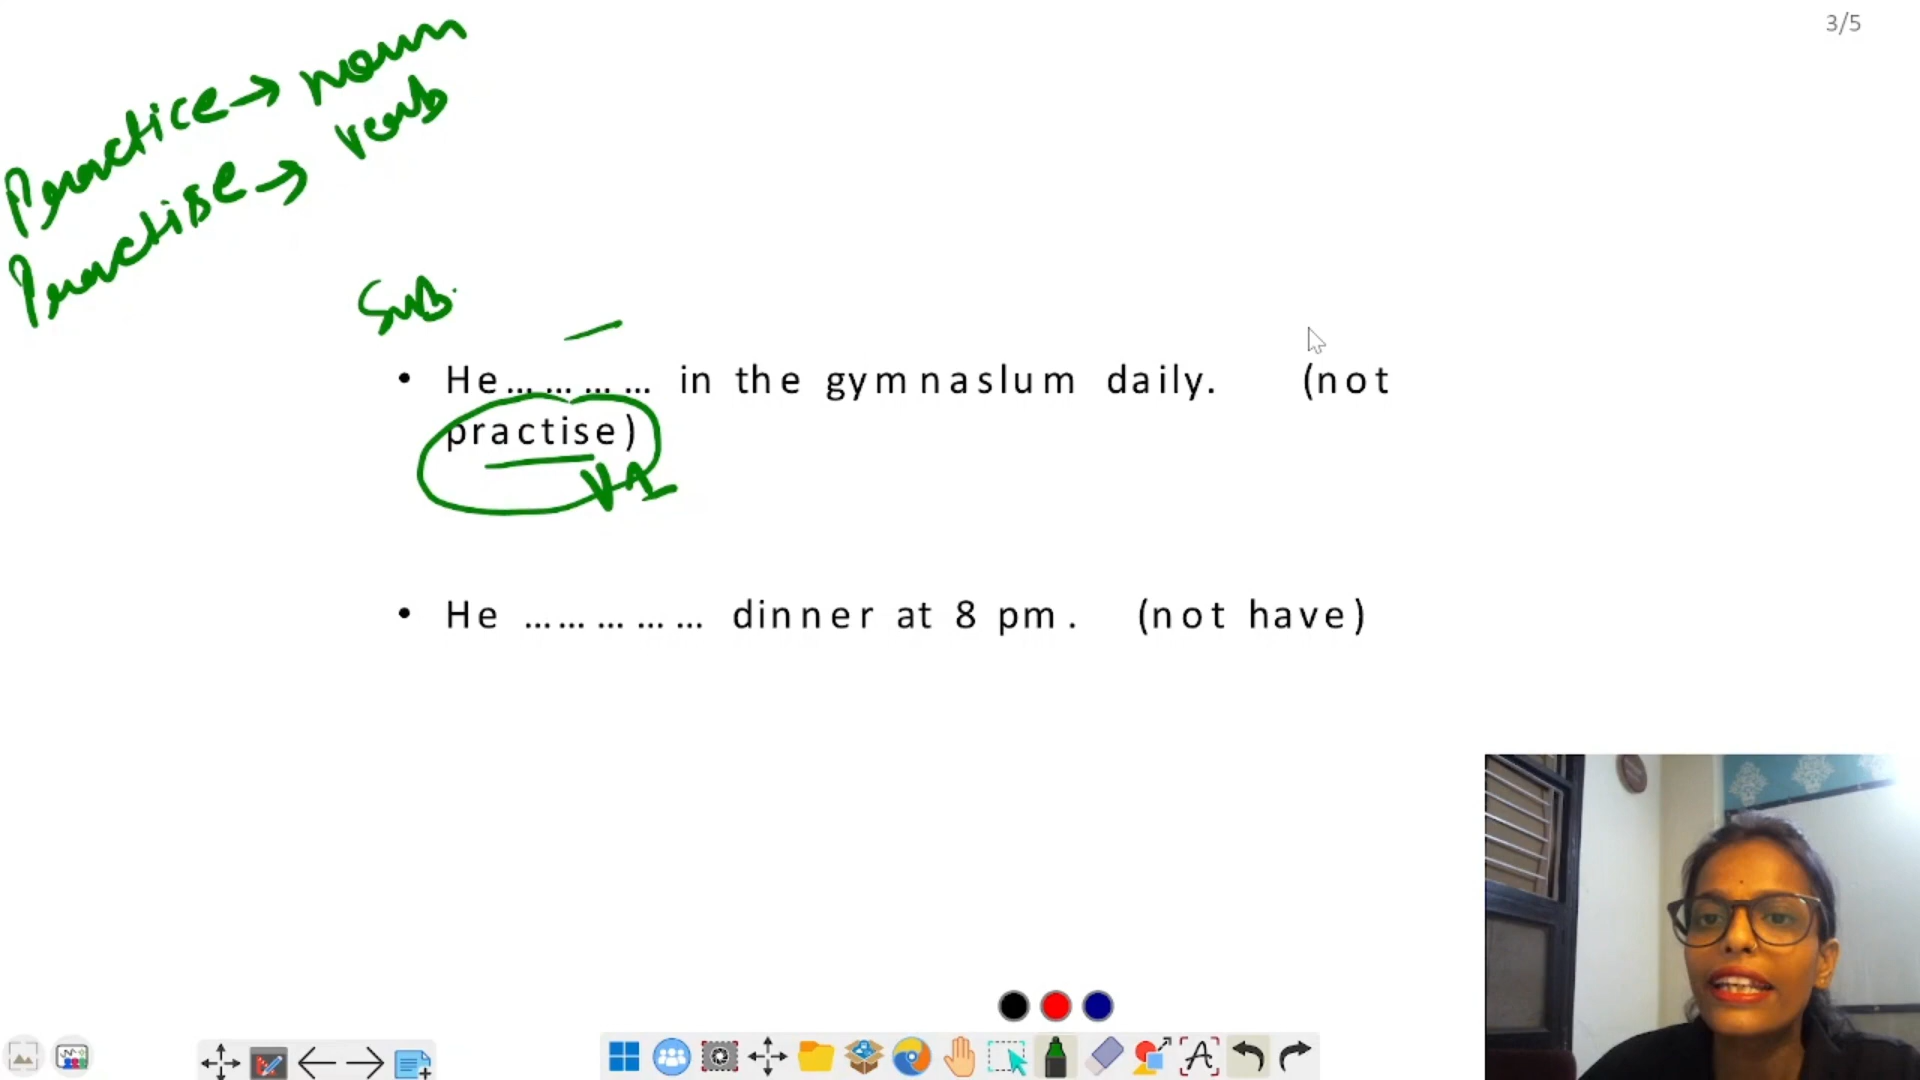 3/5
Practice → noun
Practise → verb
Sub.
• He… … … … in the gymnaslum daily. (not
practise)
V1
• He …… … … … dinner at 8 pm. (not have)